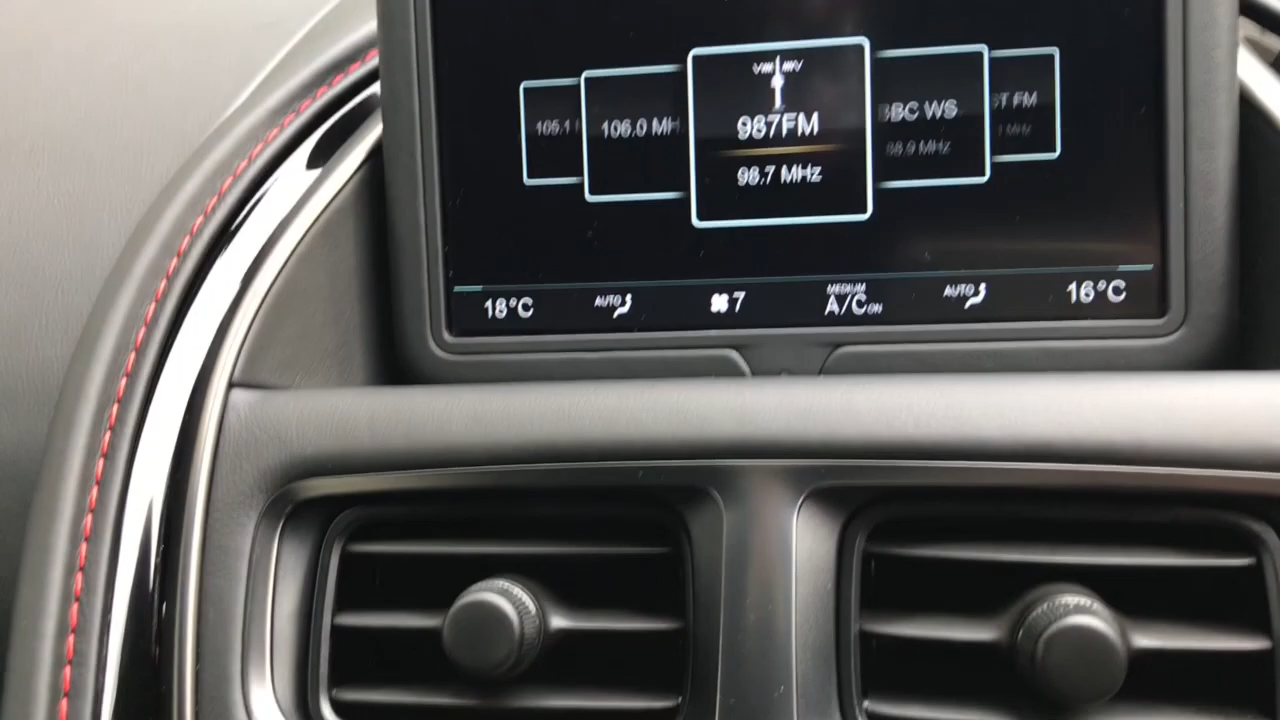 105.1
106.0 MH
987FM
98.7 MHz
BBC WS
88.9 MHz
ST FM
18°C
AUTO
7
MEDIUM
A/C ON
AUTO
16°C